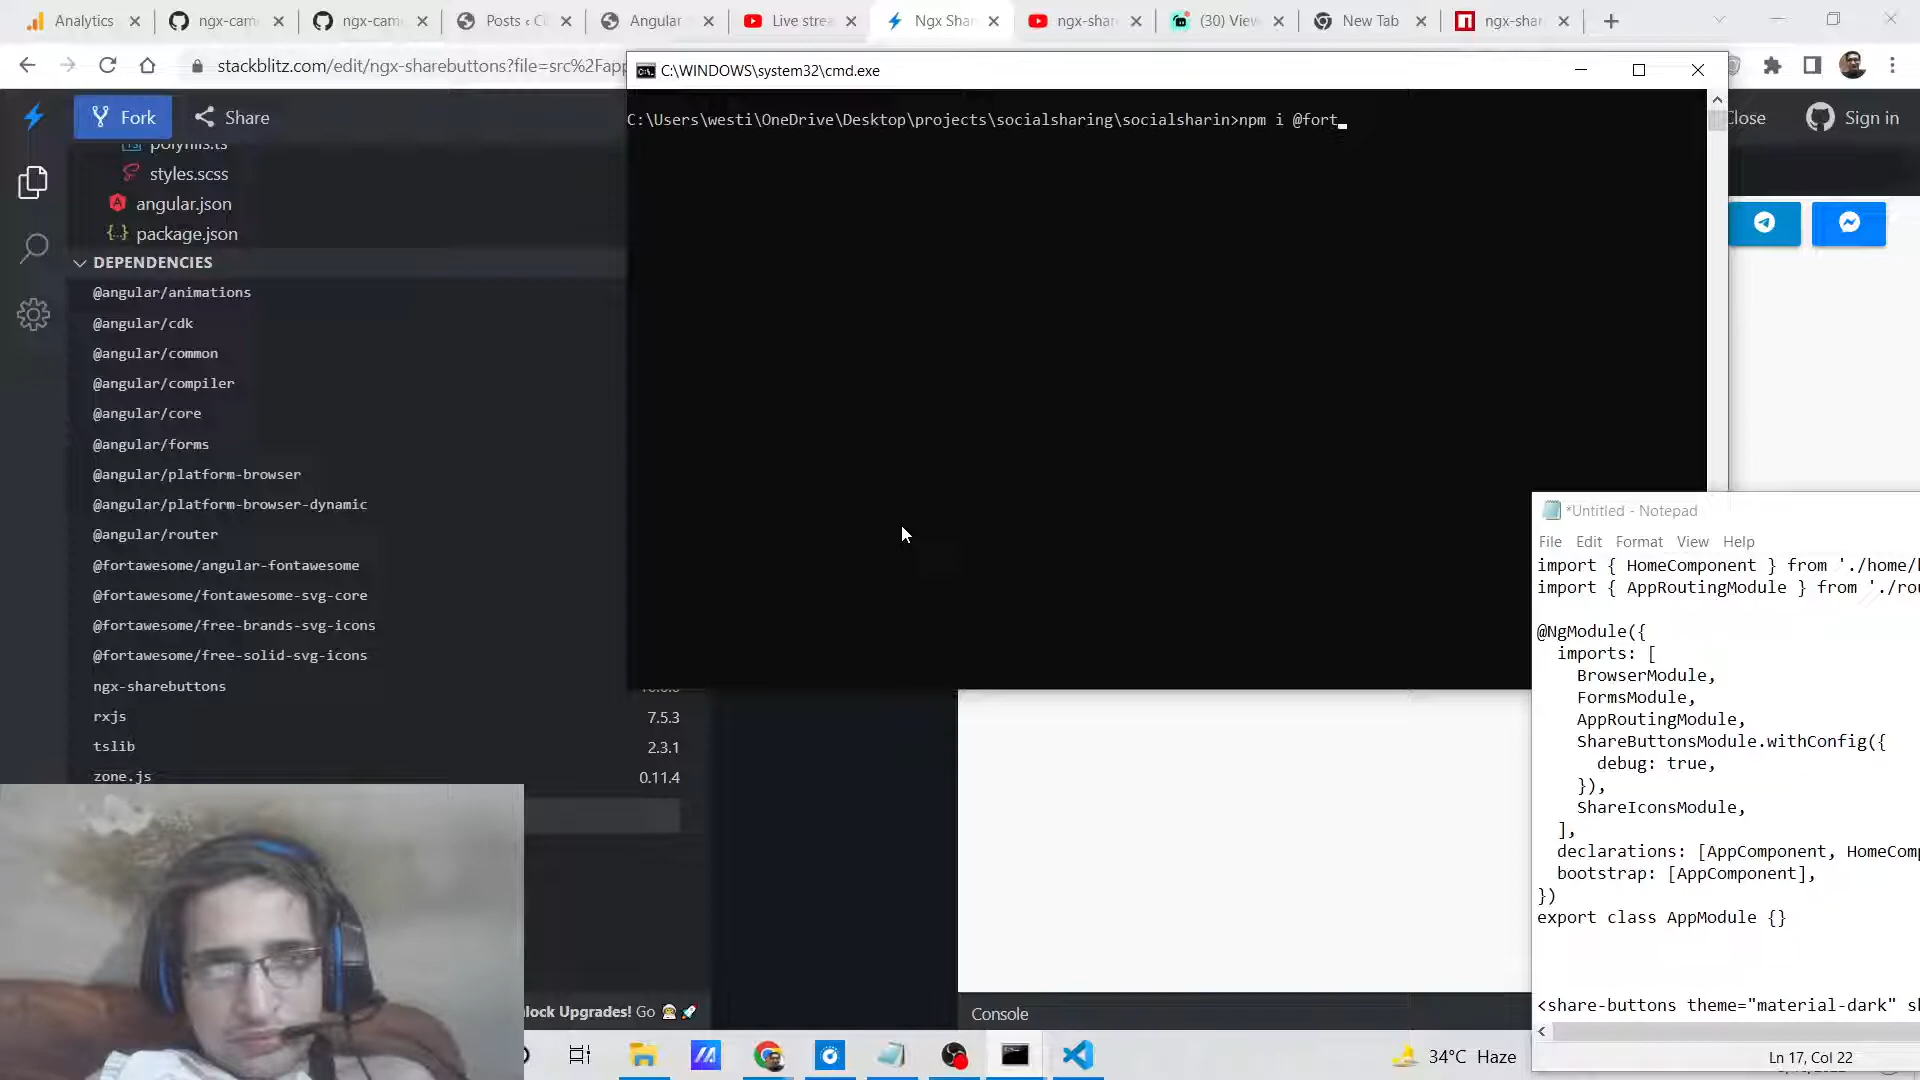 Analytics
ngx-cam
ngx-cam
Posts ‹ C
Angular
Live strea
Ngx Shar
ngx-shar
(30) View
New Tab
ngx-shar
stackblitz.com/edit/ngx-sharebuttons?file=src%2Fapp
C:\WINDOWS\system32\cmd.exe
Fork
Share
Close
Sign in
C:\Users\westi\OneDrive\Desktop\projects\socialsharing\socialsharin>npm i @fort
polyfills.ts
styles.scss
angular.json
package.json
DEPENDENCIES
@angular/animations
@angular/cdk
@angular/common
@angular/compiler
@angular/core
@angular/forms
@angular/platform-browser
@angular/platform-browser-dynamic
@angular/router
@fortawesome/angular-fontawesome
@fortawesome/fontawesome-svg-core
@fortawesome/free-brands-svg-icons
@fortawesome/free-solid-svg-icons
ngx-sharebuttons
rxjs 7.5.3
tslib 2.3.1
zone.js 0.11.4
*Untitled - Notepad
File Edit Format View Help
import { HomeComponent } from './home/
import { AppRoutingModule } from './ro
@NgModule({
imports: [
BrowserModule,
FormsModule,
AppRoutingModule,
ShareButtonsModule.withConfig({
debug: true,
}),
ShareIconsModule,
],
declarations: [AppComponent, HomeComp
bootstrap: [AppComponent],
})
export class AppModule {}
<share-buttons theme="material-dark" s
Ln 17, Col 22
lock Upgrades! Go
Console
34°C Haze